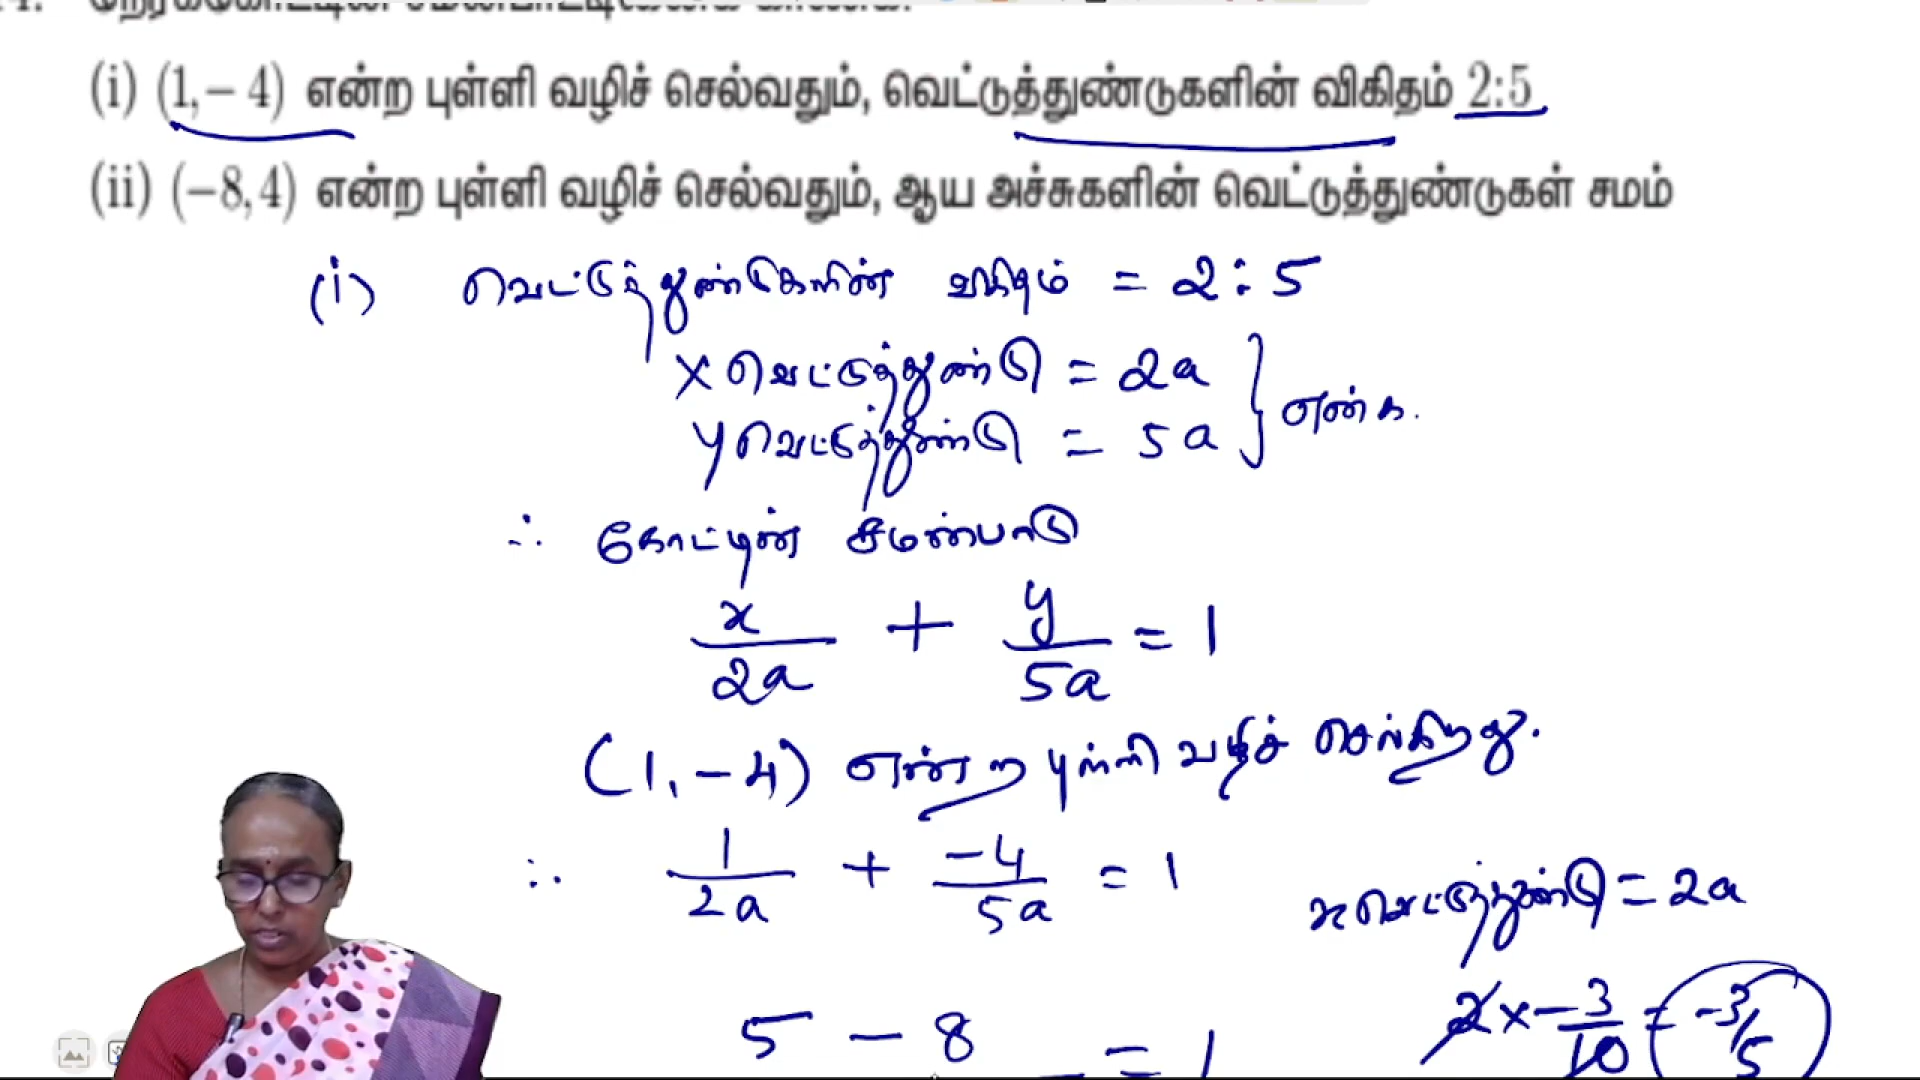 (i) (1,– 4) என்ற புள்ளி வழிச் செல்வதும், வெட்டுத்துண்டுகளின் விகிதம் 2:5
(ii) (–8,4) என்ற புள்ளி வழிச் செல்வதும், ஆய அச்சுகளின் வெட்டுத்துண்டுகள் சமம்
(i) வெட்டுத்துண்டுகளின் விகிதம் = 2 : 5
x வெட்டுத்துண்டு = 2a
y வெட்டுத்துண்டு = 5a } என்க.
∴ கோட்டின் சமன்பாடு
x/2a + y/5a = 1
(1, -4) என்ற புள்ளி வழிச் செல்கிறது.
∴ 1/2a + -4/5a = 1
x வெட்டுத்துண்டு = 2a
2 x -3/10 = -3/5
5 - 8 = 1